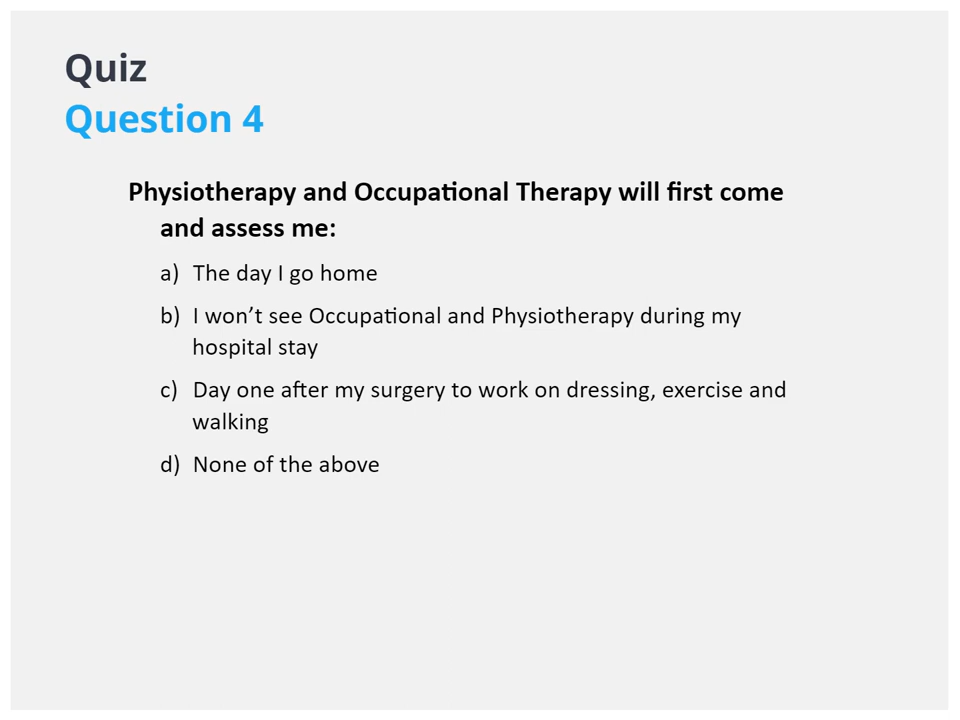 Quiz
Question 4
Physiotherapy and Occupational Therapy will first come
and assess me:
a) The day I go home
b) I won’t see Occupational and Physiotherapy during my
hospital stay
c) Day one after my surgery to work on dressing, exercise and
walking
d) None of the above